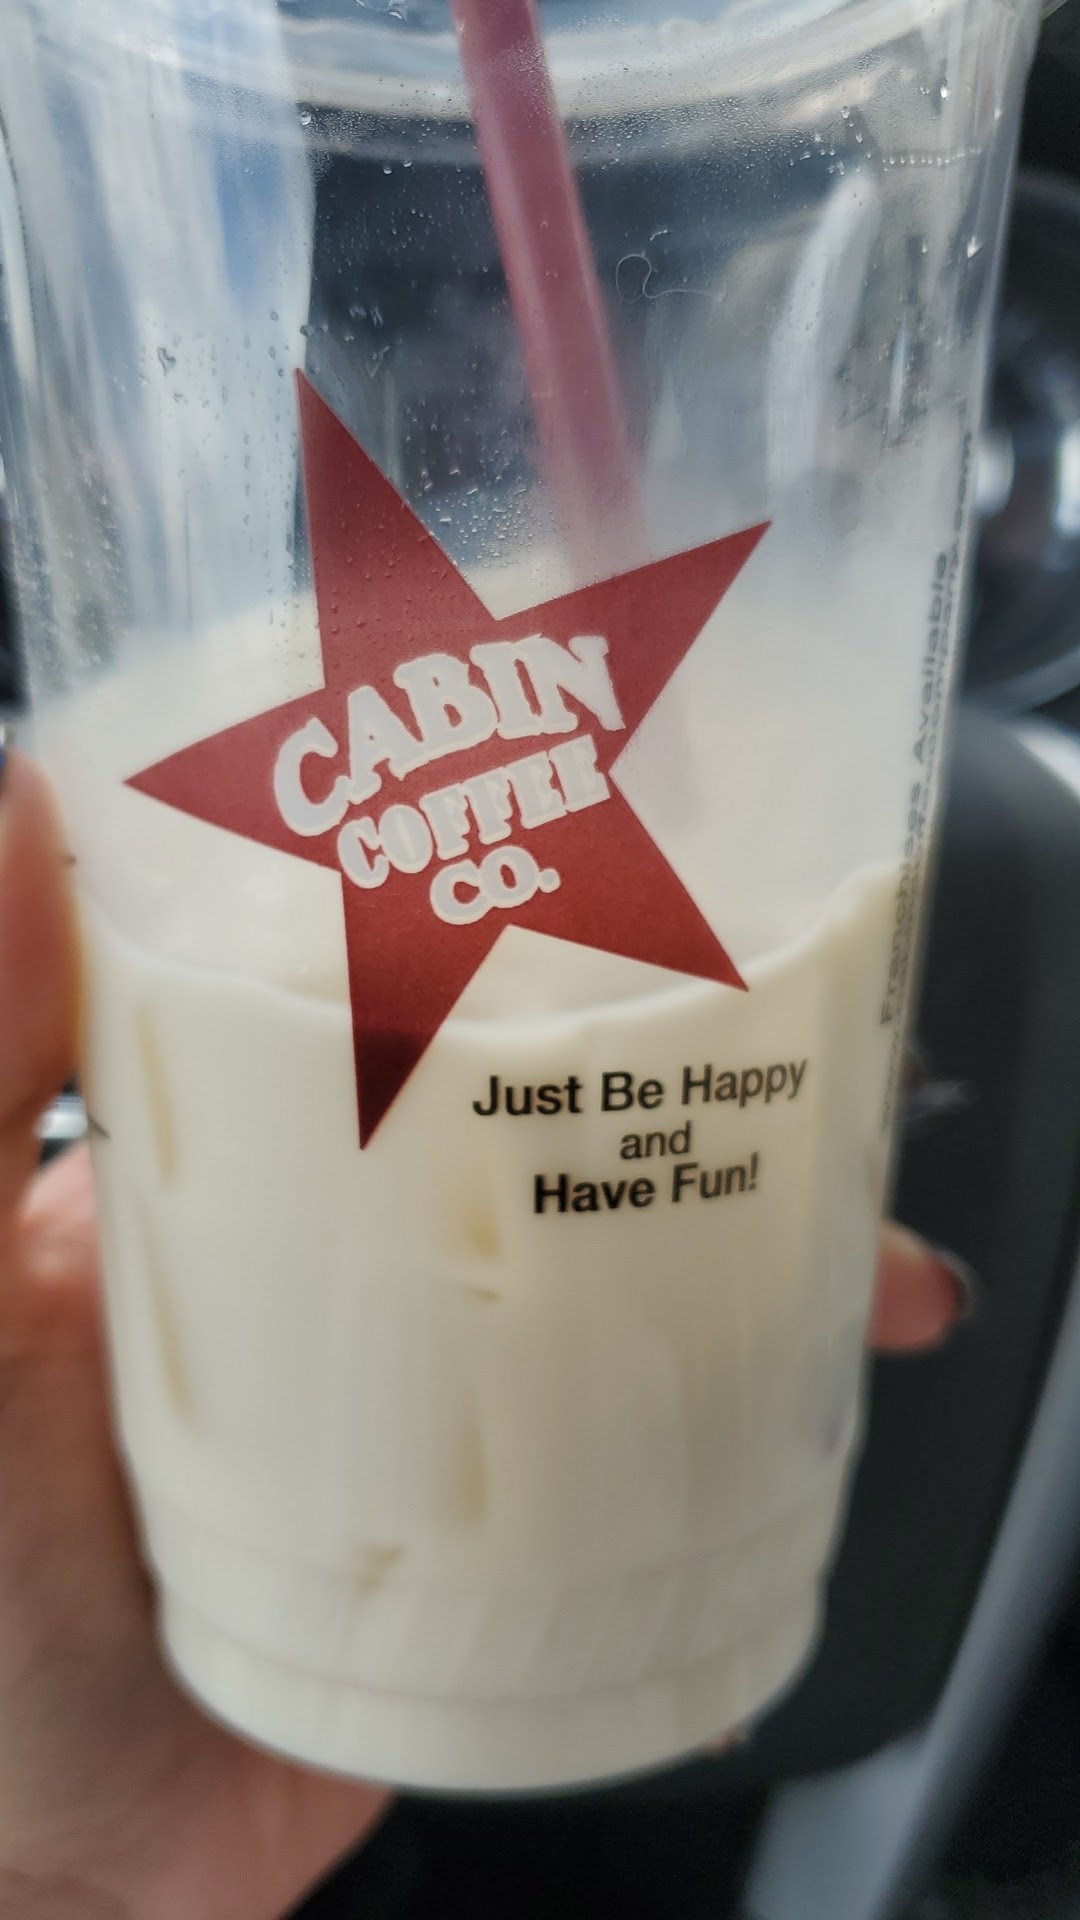 CABIN
COFFEE
CO.
Just Be Happy
and
Have Fun!
Franchises Available